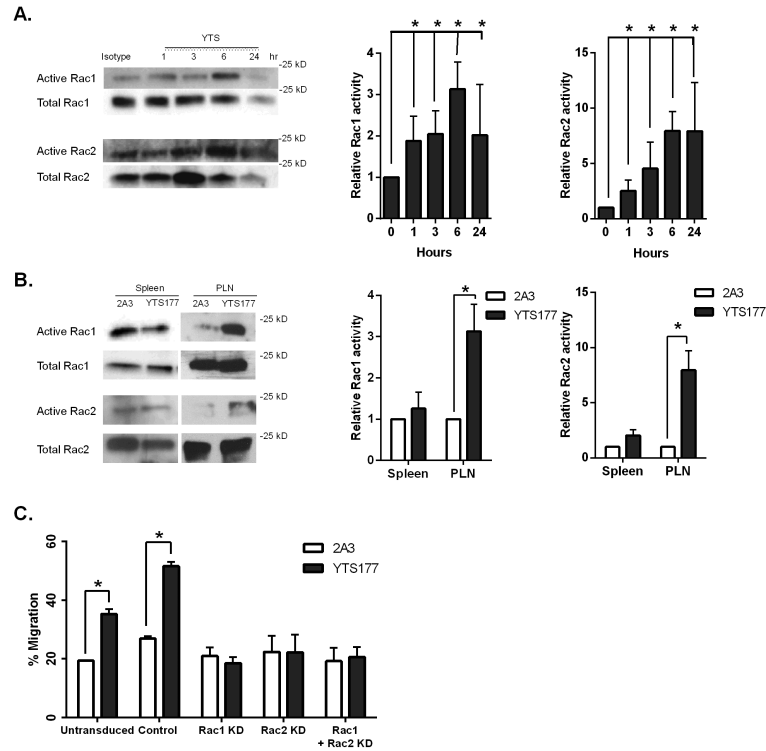 A.
YTS
Isotype 1 3 6 24 hr
-25 kD
Active Rac1
-25 kD
Total Rac1
-25 kD
Active Rac2
-25 kD
Total Rac2
Relative Rac1 activity
5
4
3
2
1
0
* * * *
0 1 3 6 24
Hours
Relative Rac2 activity
15
10
5
0
* * * *
0 1 3 6 24
Hours
B.
Spleen PLN
2A3 YTS177 2A3 YTS177
-25 kD
Active Rac1
-25 kD
Total Rac1
-25 kD
Active Rac2
-25 kD
Total Rac2
Relative Rac1 activity
4
3
2
1
0
*
2A3
YTS177
Spleen PLN
Relative Rac2 activity
15
10
5
0
*
2A3
YTS177
Spleen PLN
C.
% Migration
60
40
20
0
*
*
2A3
YTS177
Untransduced Control Rac1 KD Rac2 KD Rac1
+ Rac2 KD